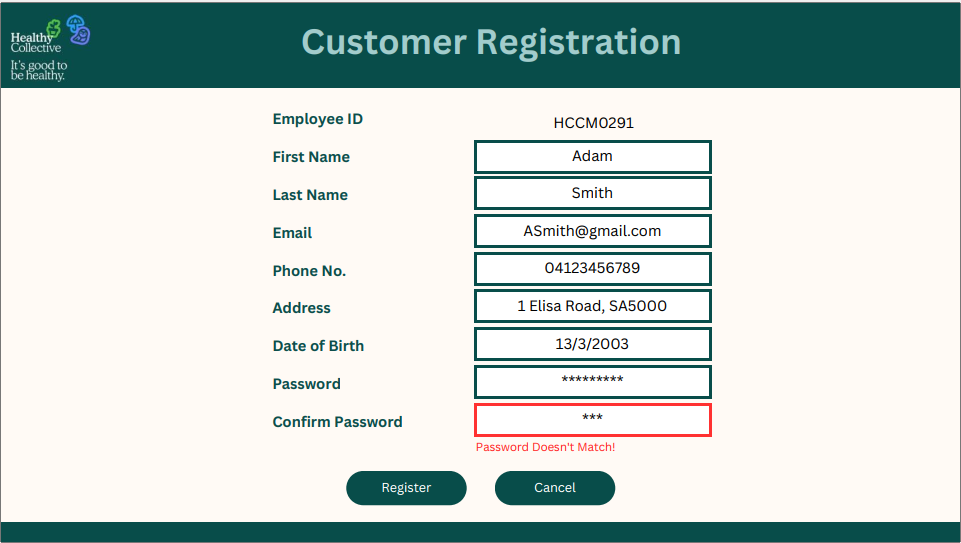 Healthy
Collective
It's good to
be healthy.
Customer Registration
Employee ID HCCM0291
First Name Adam
Last Name Smith
Email ASmith@gmail.com
Phone No. 04123456789
Address 1 Elisa Road, SA5000
Date of Birth 13/3/2003
Password *********
Confirm Password ***
Password Doesn't Match!
Register Cancel